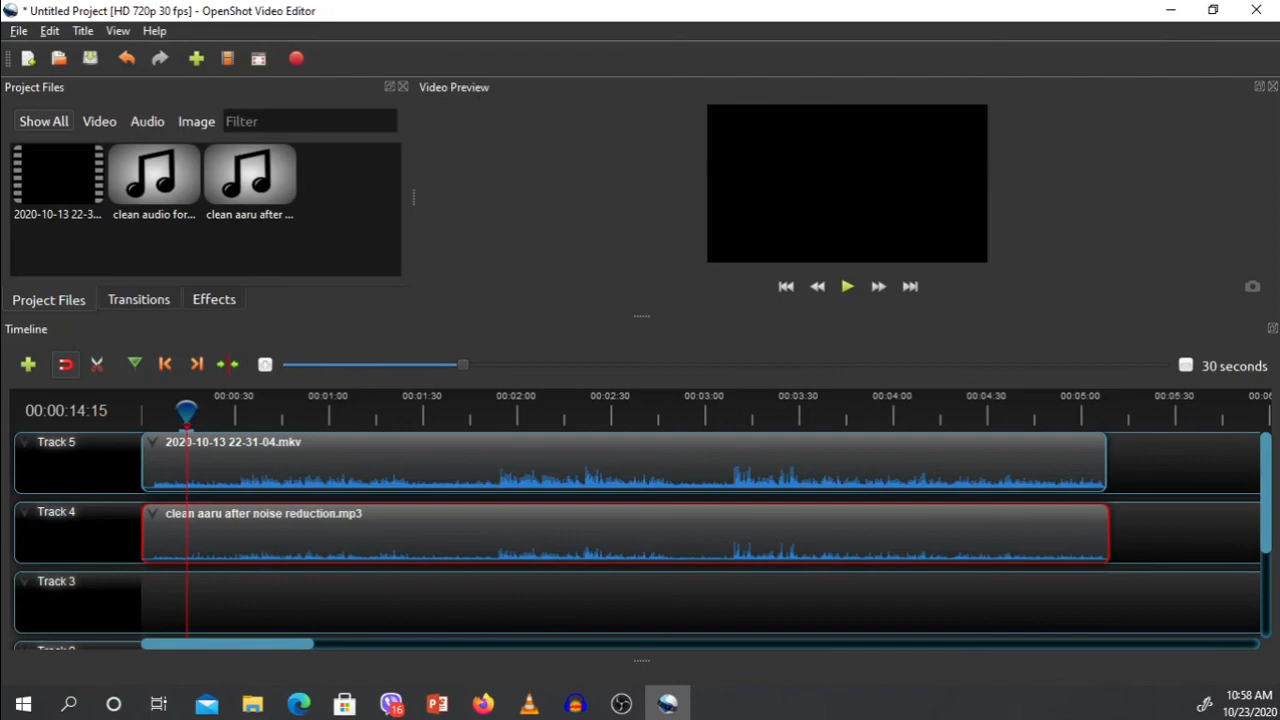 * Untitled Project [HD 720p 30 fps] - OpenShot Video Editor
File Edit Title View Help
Project Files
Video Preview
Show All Video Audio Image Filter
2020-10-13 22-3... clean audio for... clean aaru after ...
Project Files Transitions Effects
Timeline
30 seconds
00:00:14:15
00:00:30 00:01:00 00:01:30 00:02:00 00:02:30 00:03:00 00:03:30 00:04:00 00:04:30 00:05:00 00:05:30 00:06
Track 5 2020-10-13 22-31-04.mkv
Track 4 clean aaru after noise reduction.mp3
Track 3
16
10:58 AM
10/23/2020